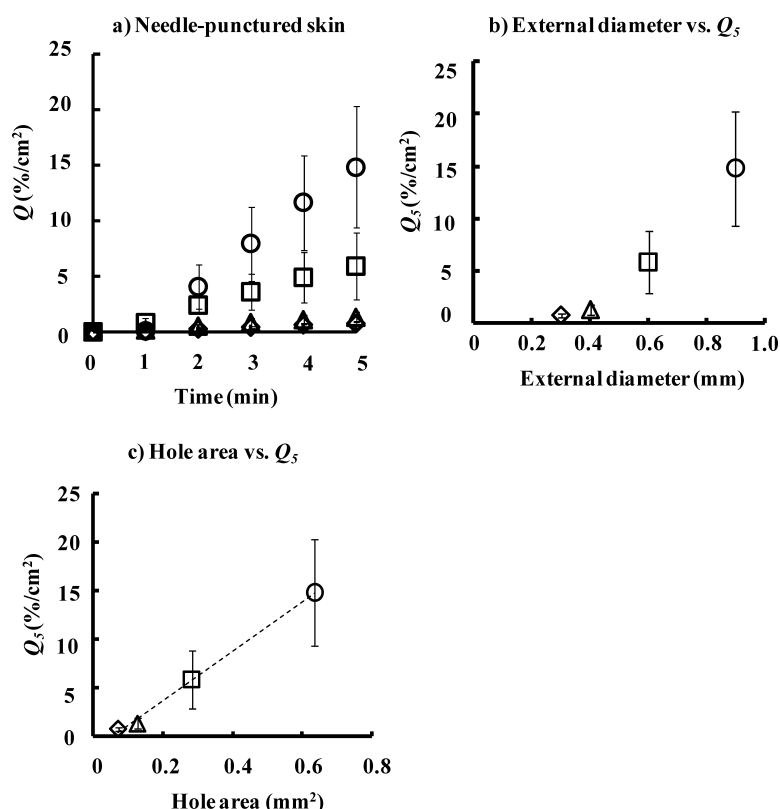 a) Needle-punctured skin
Q (%/cm²)
25
20
15
10
5
0
0 1 2 3 4 5
Time (min)
b) External diameter vs. Q₅
Q₅ (%/cm²)
25
20
15
10
5
0
0 0.2 0.4 0.6 0.8 1.0
External diameter (mm)
c) Hole area vs. Q₅
Q₅ (%/cm²)
25
20
15
10
5
0
0 0.2 0.4 0.6 0.8
Hole area (mm²)